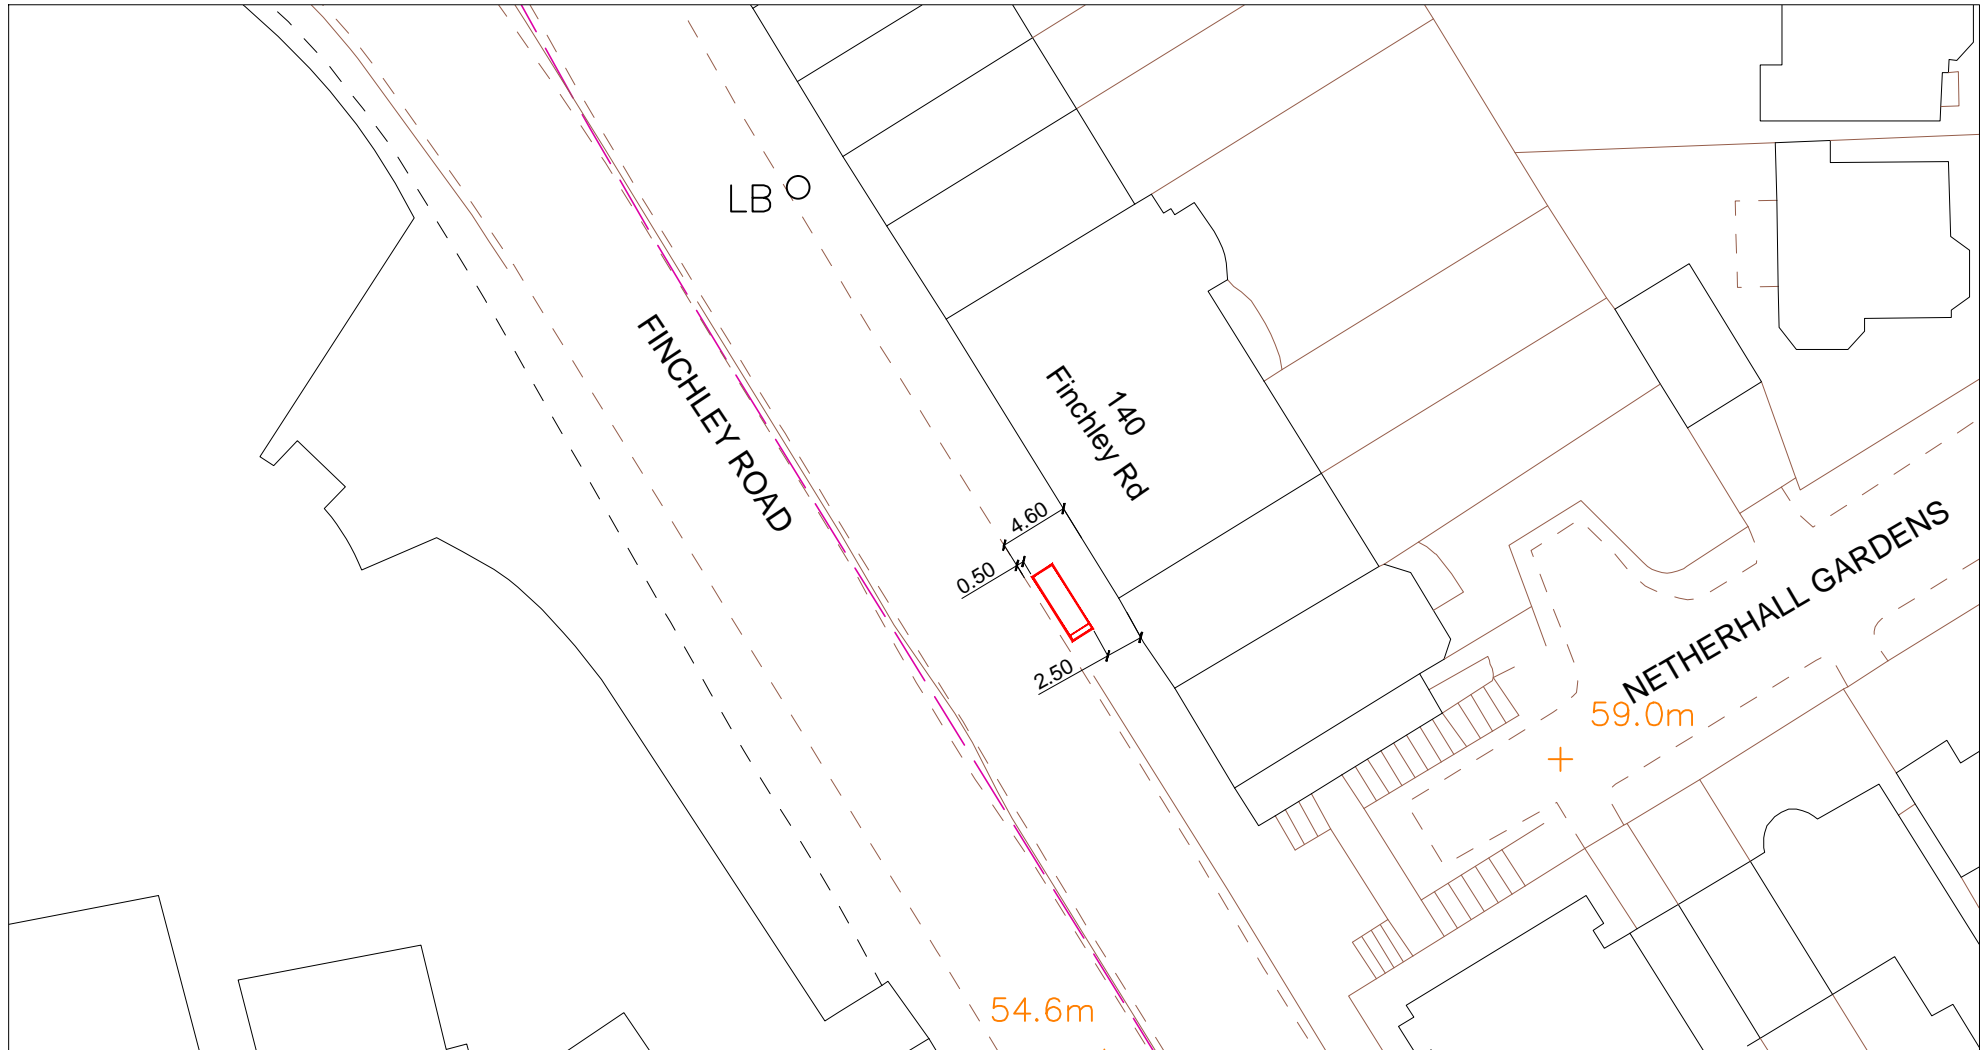 LB
FINCHLEY ROAD
140
Finchley Rd
4.60
0.50
2.50
NETHERHALL GARDENS
59.0m
54.6m